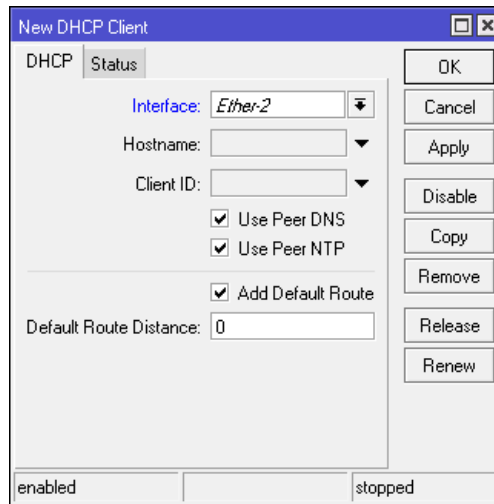 New DHCP Client
DHCP Status
OK
Interface: Ether-2
Cancel
Hostname:
Apply
Client ID:
Disable
Use Peer DNS
Copy
Use Peer NTP
Remove
Add Default Route
Default Route Distance: 0
Release
Renew
enabled stopped